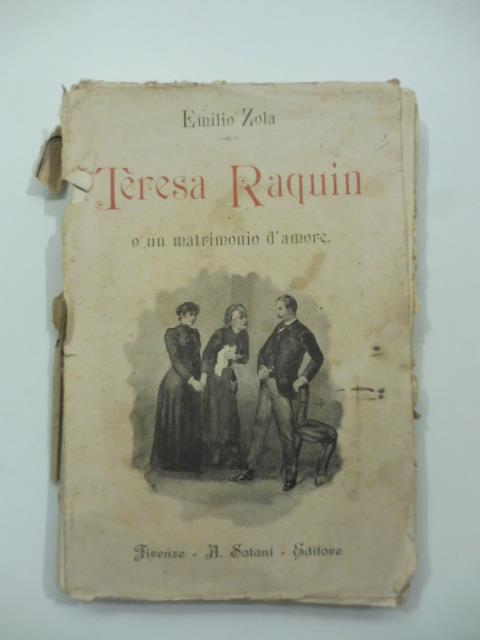 Emilio Zola
Tèresa Raquin
o un matrimonio d'amore.
Firenze - A. Salani - Editore